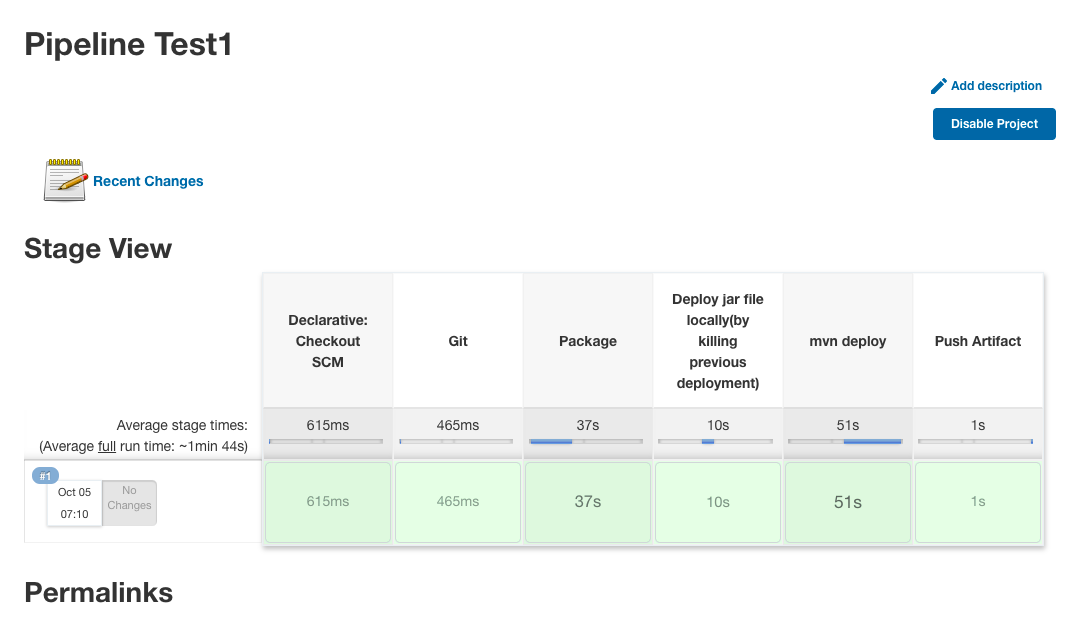 Pipeline Test1
Add description
Disable Project
Recent Changes
Stage View
Declarative:
Checkout
SCM
Git
Package
Deploy jar file
locally(by
killing
previous
deployment)
mvn deploy
Push Artifact
Average stage times:
(Average full run time: ~1min 44s)
615ms
465ms
37s
10s
51s
1s
#1
Oct 05
07:10
No
Changes
615ms
465ms
37s
10s
51s
1s
Permalinks